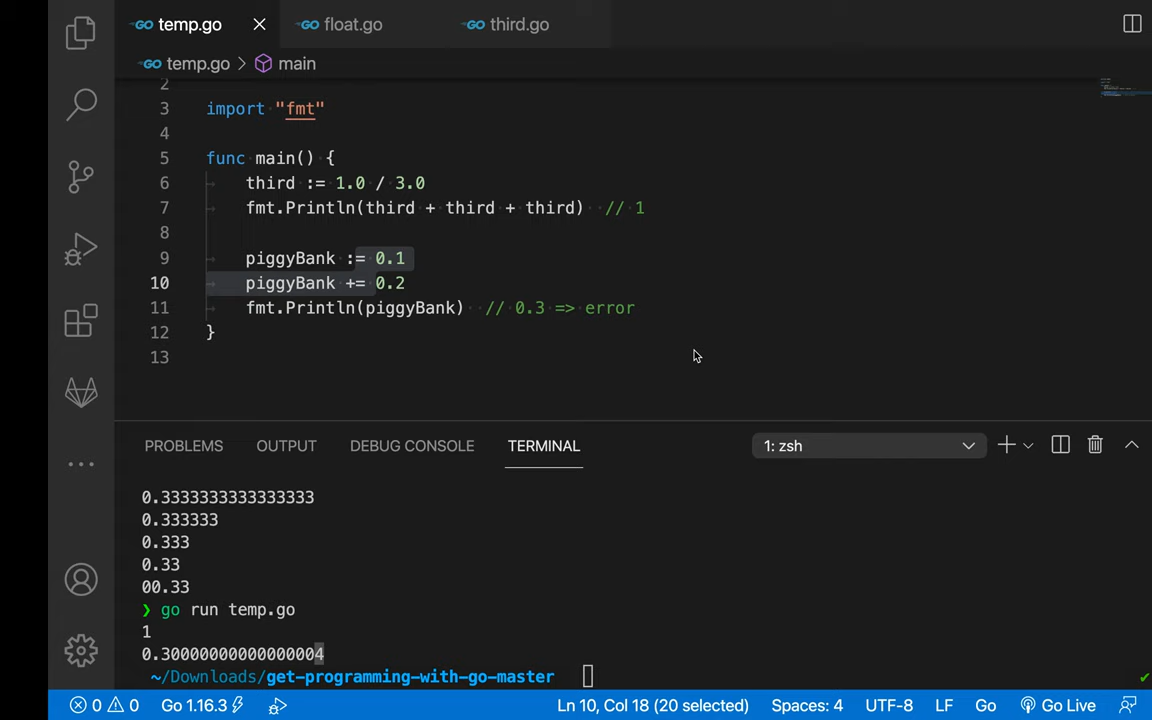 temp.go float.go third.go
temp.go > main
2
3 import "fmt"
4
5 func main() {
6 third := 1.0 / 3.0
7 fmt.Println(third + third + third) // 1
8
9 piggyBank := 0.1
10 piggyBank += 0.2
11 fmt.Println(piggyBank) // 0.3 => error
12 }
13
PROBLEMS OUTPUT DEBUG CONSOLE TERMINAL 1: zsh
0.3333333333333333
0.333333
0.333
0.33
00.33
❯ go run temp.go
1
0.30000000000000004
~/Downloads/get-programming-with-go-master
0 0 Go 1.16.3 Ln 10, Col 18 (20 selected) Spaces: 4 UTF-8 LF Go Go Live